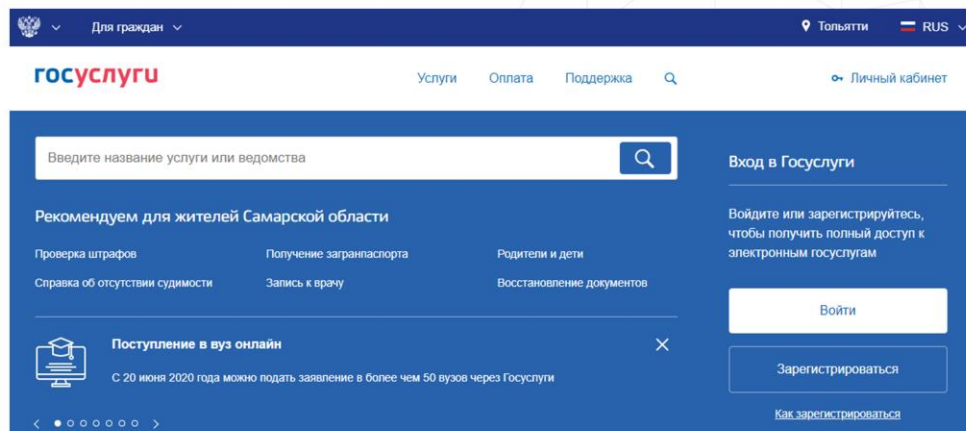 Для граждан
Тольятти
RUS
госуслуги
Услуги
Оплата
Поддержка
Личный кабинет
Введите название услуги или ведомства
Рекомендуем для жителей Самарской области
Проверка штрафов
Получение загранпаспорта
Родители и дети
Справка об отсутствии судимости
Запись к врачу
Восстановление документов
Поступление в вуз онлайн
С 20 июня 2020 года можно подать заявление в более чем 50 вузов через Госуслуги
Вход в Госуслуги
Войдите или зарегистрируйтесь,
чтобы получить полный доступ к
электронным госуслугам
Войти
Зарегистрироваться
Как зарегистрироваться